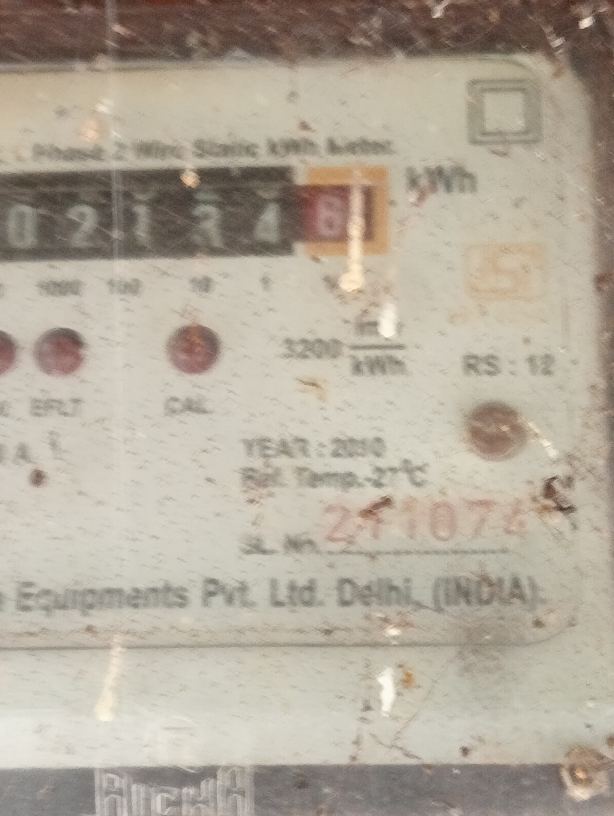 Phase 2 Wire Static kWh Meter
0 2 1 3 4 6
kWh
1000 100 10 1
3200 imp/kWh
RS : 12
EFLT CAL
YEAR : 2010
Ref. Temp.-27°C
SL. No.
Equipments Pvt. Ltd. Delhi, (INDIA).